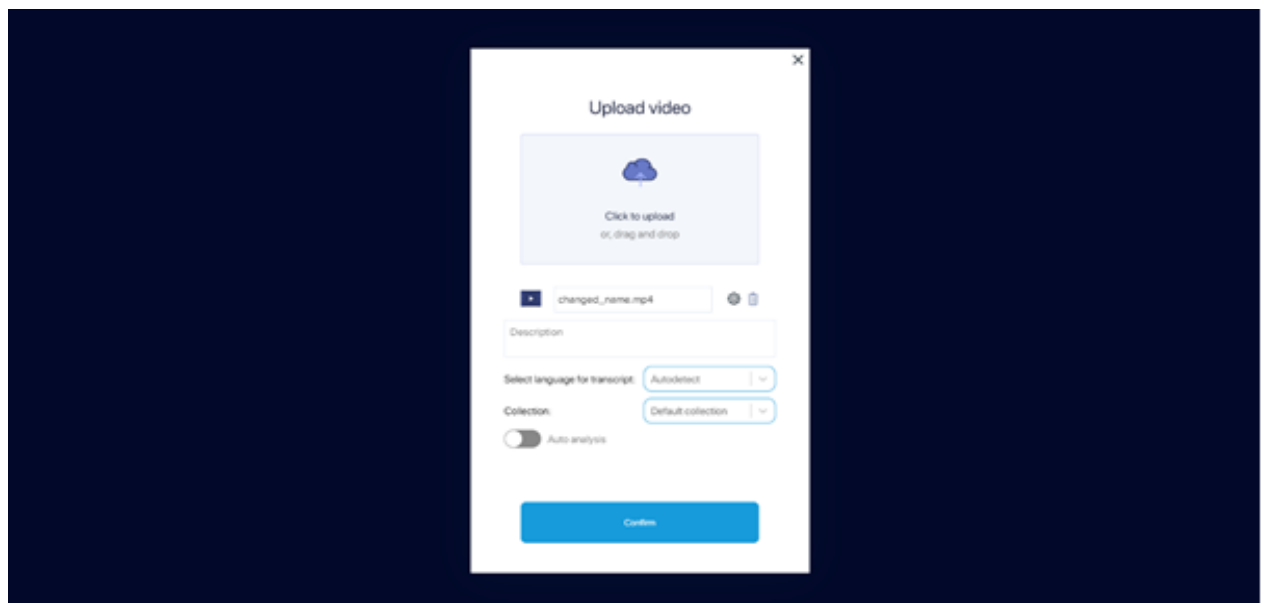 Upload video
Click to upload
or, drag and drop
changed_name.mp4
Description
Select language for transcript: Autodetect
Collection: Default collection
Auto analysis
Confirm